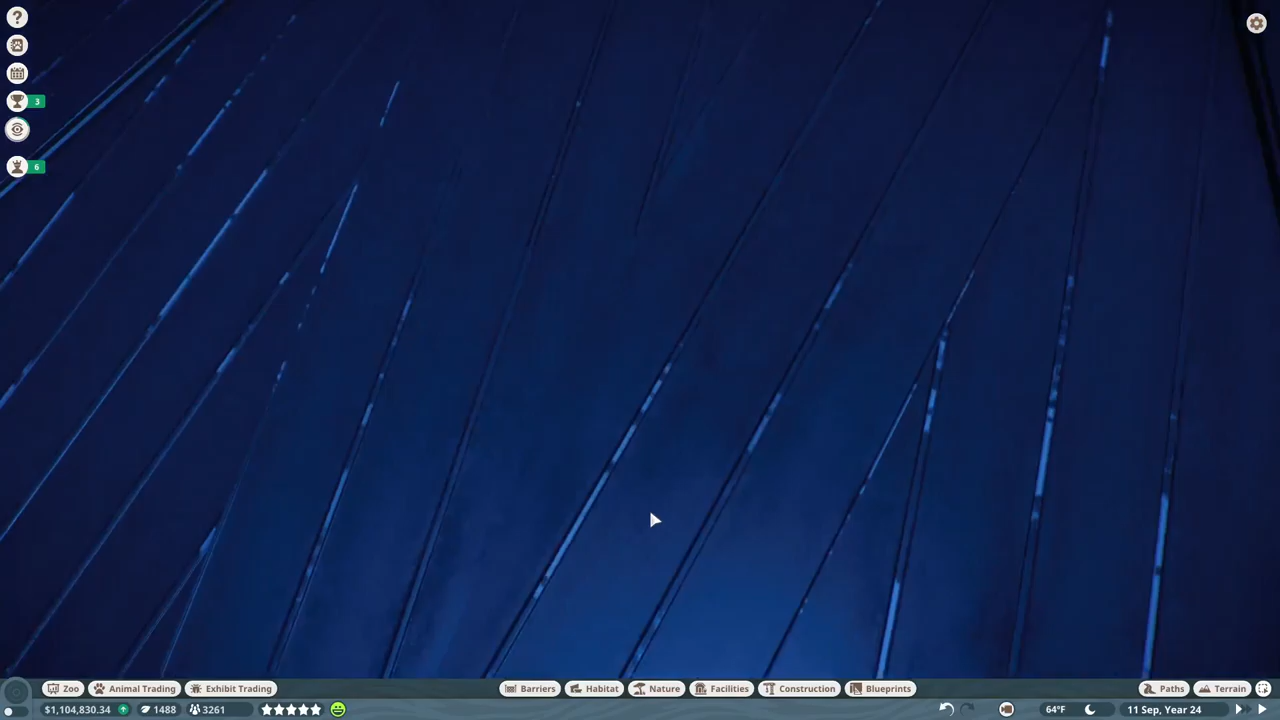 ?
3
6
Zoo
Animal Trading
Exhibit Trading
Barriers
Habitat
Nature
Facilities
Construction
Blueprints
Paths
Terrain
$1,104,830.34
1488
3261
64°F
11 Sep, Year 24